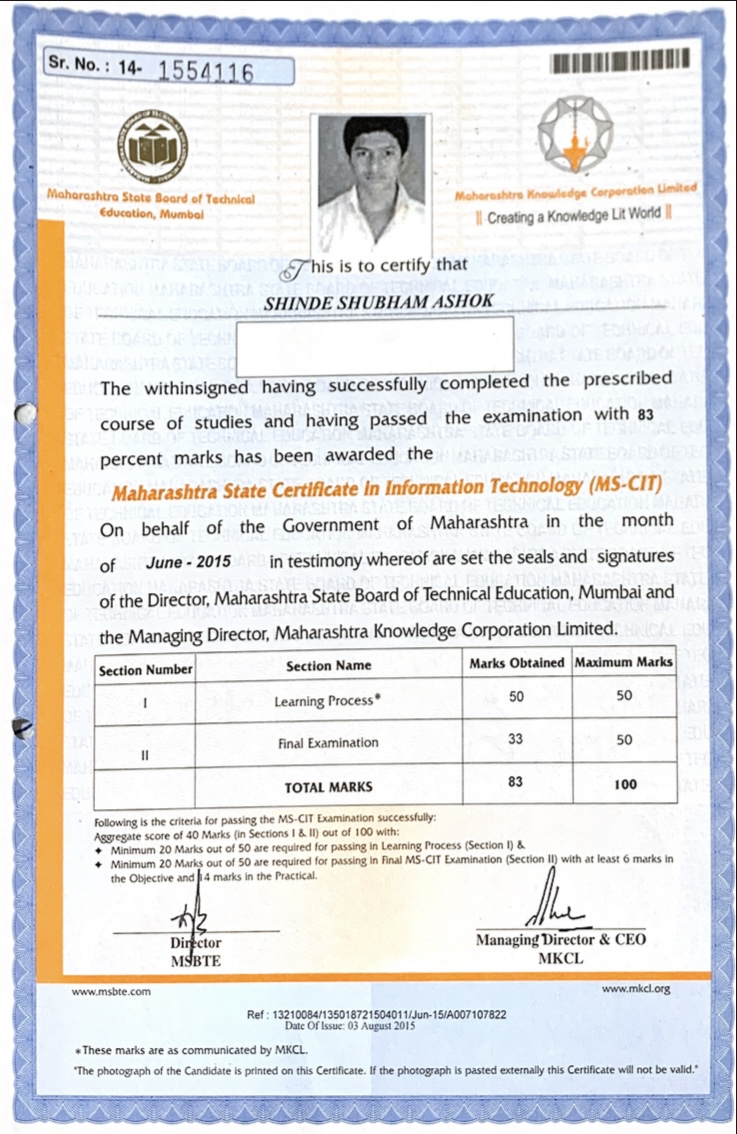 Sr. No. : 14- 1554116
Maharashtra State Board of Technical
Education, Mumbai
Maharashtra Knowledge Corporation Limited
|| Creating a Knowledge Lit World ||
This is to certify that
SHINDE SHUBHAM ASHOK
The withinsigned having successfully completed the prescribed
course of studies and having passed the examination with 83
percent marks has been awarded the
Maharashtra State Certificate in Information Technology (MS-CIT)
On behalf of the Government of Maharashtra in the month
of June - 2015 in testimony whereof are set the seals and signatures
of the Director, Maharashtra State Board of Technical Education, Mumbai and
the Managing Director, Maharashtra Knowledge Corporation Limited.
Section Number Section Name Marks Obtained Maximum Marks
I Learning Process* 50 50
II Final Examination 33 50
TOTAL MARKS 83 100
Following is the criteria for passing the MS-CIT Examination successfully:
Aggregate score of 40 Marks (in Sections I & II) out of 100 with:
✦ Minimum 20 Marks out of 50 are required for passing in Learning Process (Section I) &
✦ Minimum 20 Marks out of 50 are required for passing in Final MS-CIT Examination (Section II) with at least 6 marks in
the Objective and 14 marks in the Practical.
Director
MSBTE
Managing Director & CEO
MKCL
www.msbte.com
www.mkcl.org
Ref : 13210084/135018721504011/Jun-15/A007107822
Date Of Issue: 03 August 2015
*These marks are as communicated by MKCL.
"The photograph of the Candidate is printed on this Certificate. If the photograph is pasted externally this Certificate will not be valid."